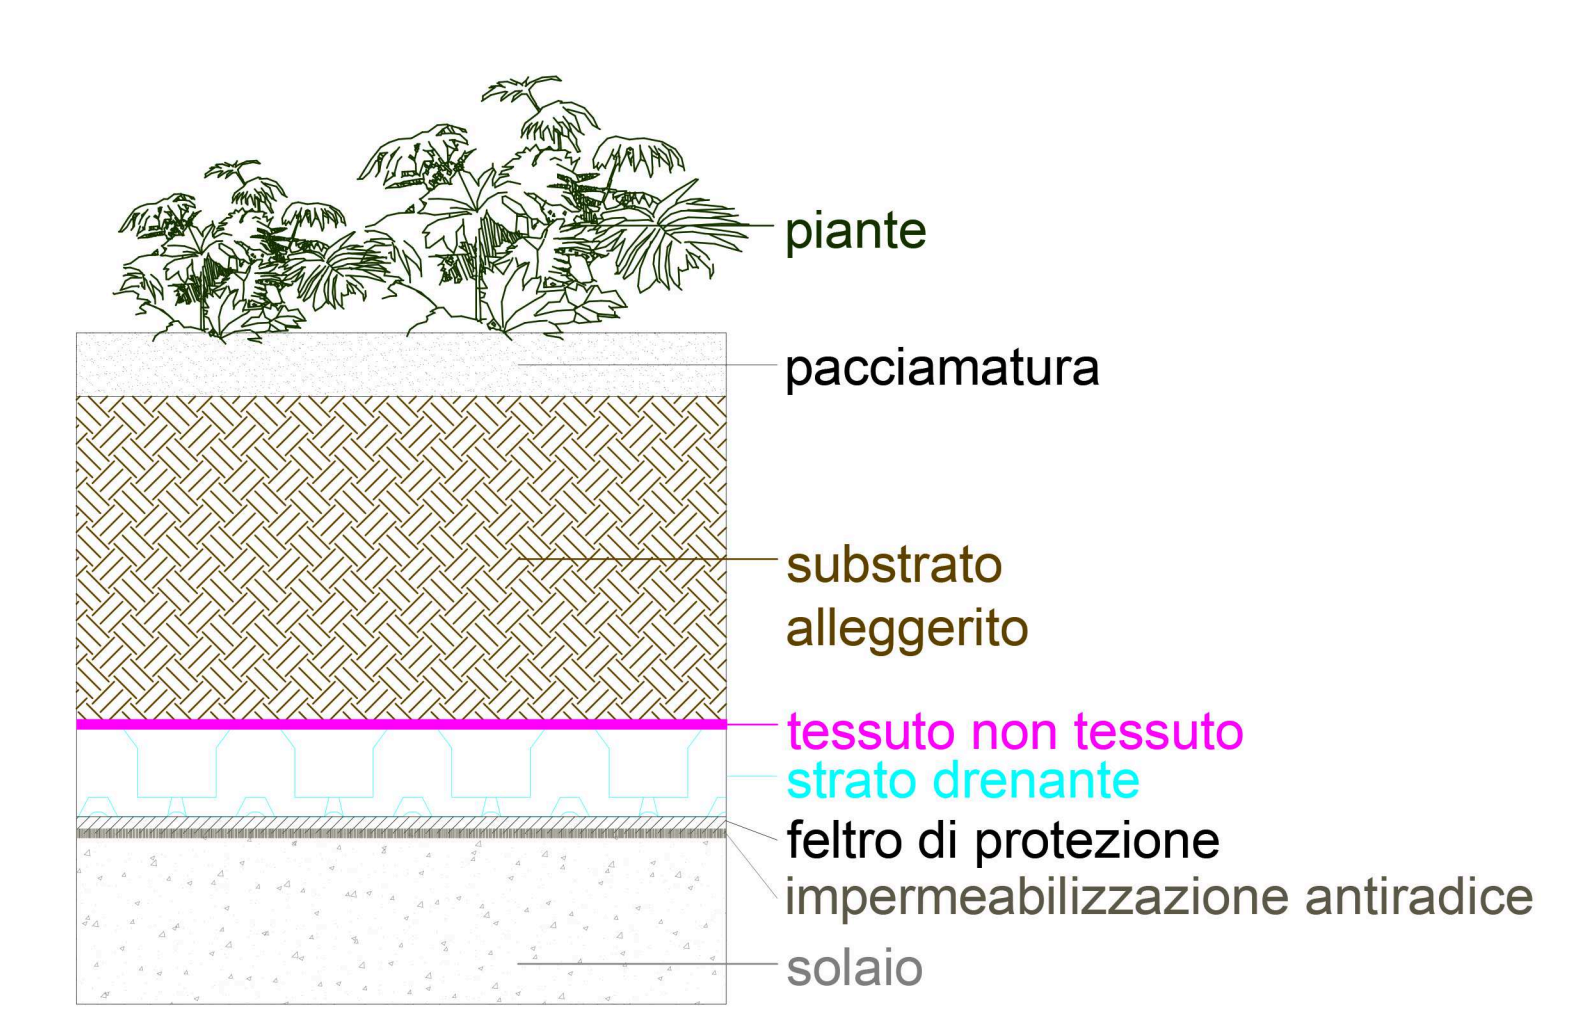 piante
pacciamatura
substrato
alleggerito
tessuto non tessuto
strato drenante
feltro di protezione
impermeabilizzazione antiradice
solaio